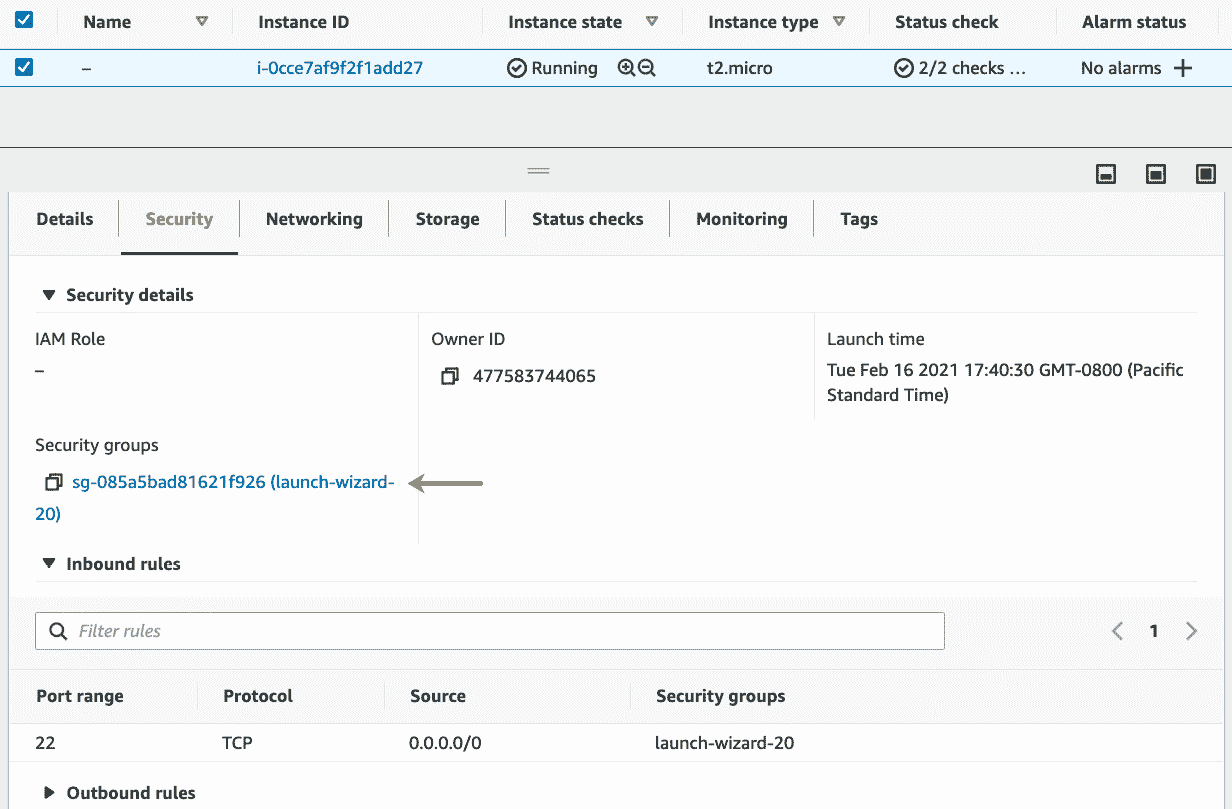 Name Instance ID Instance state Instance type Status check Alarm status
– i-0cce7af9f2f1add27 Running t2.micro 2/2 checks ... No alarms
Details Security Networking Storage Status checks Monitoring Tags
Security details
IAM Role Owner ID Launch time
– 477583744065 Tue Feb 16 2021 17:40:30 GMT-0800 (Pacific
Standard Time)
Security groups
sg-085a5bad81621f926 (launch-wizard-
20)
Inbound rules
Filter rules 1
Port range Protocol Source Security groups
22 TCP 0.0.0.0/0 launch-wizard-20
Outbound rules